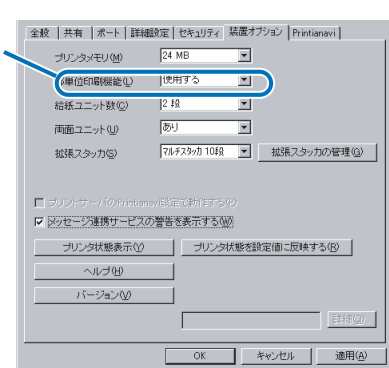 全般 共有 ポート 詳細設定 セキュリティ 装置オプション Printianavi
プリンタメモリ(M) 24 MB
部単位印刷機能(L) 使用する
給紙ユニット数(C) 2 段
両面ユニット(U) あり
拡張スタッカ(S) マルチスタッカ 10段 拡張スタッカの管理(G)
プリントサーバのPrintianavi設定で動作する(P)
メッセージ連携サービスの警告を表示する(W)
プリンタ状態表示(Y) プリンタ状態を設定値に反映する(R)
ヘルプ(H)
バージョン(V)
OK キャンセル 適用(A)